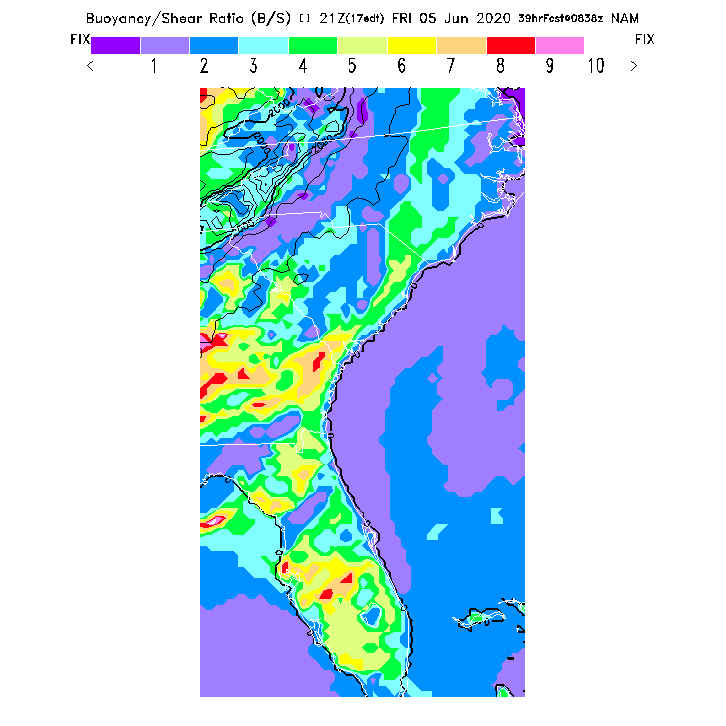 Buoyancy/Shear Ratio (B/S) [] 21Z(17edt) FRI 05 Jun 2020 39hrFcst@0838z NAM
FIX FIX
< 1 2 3 4 5 6 7 8 9 10 >
2000